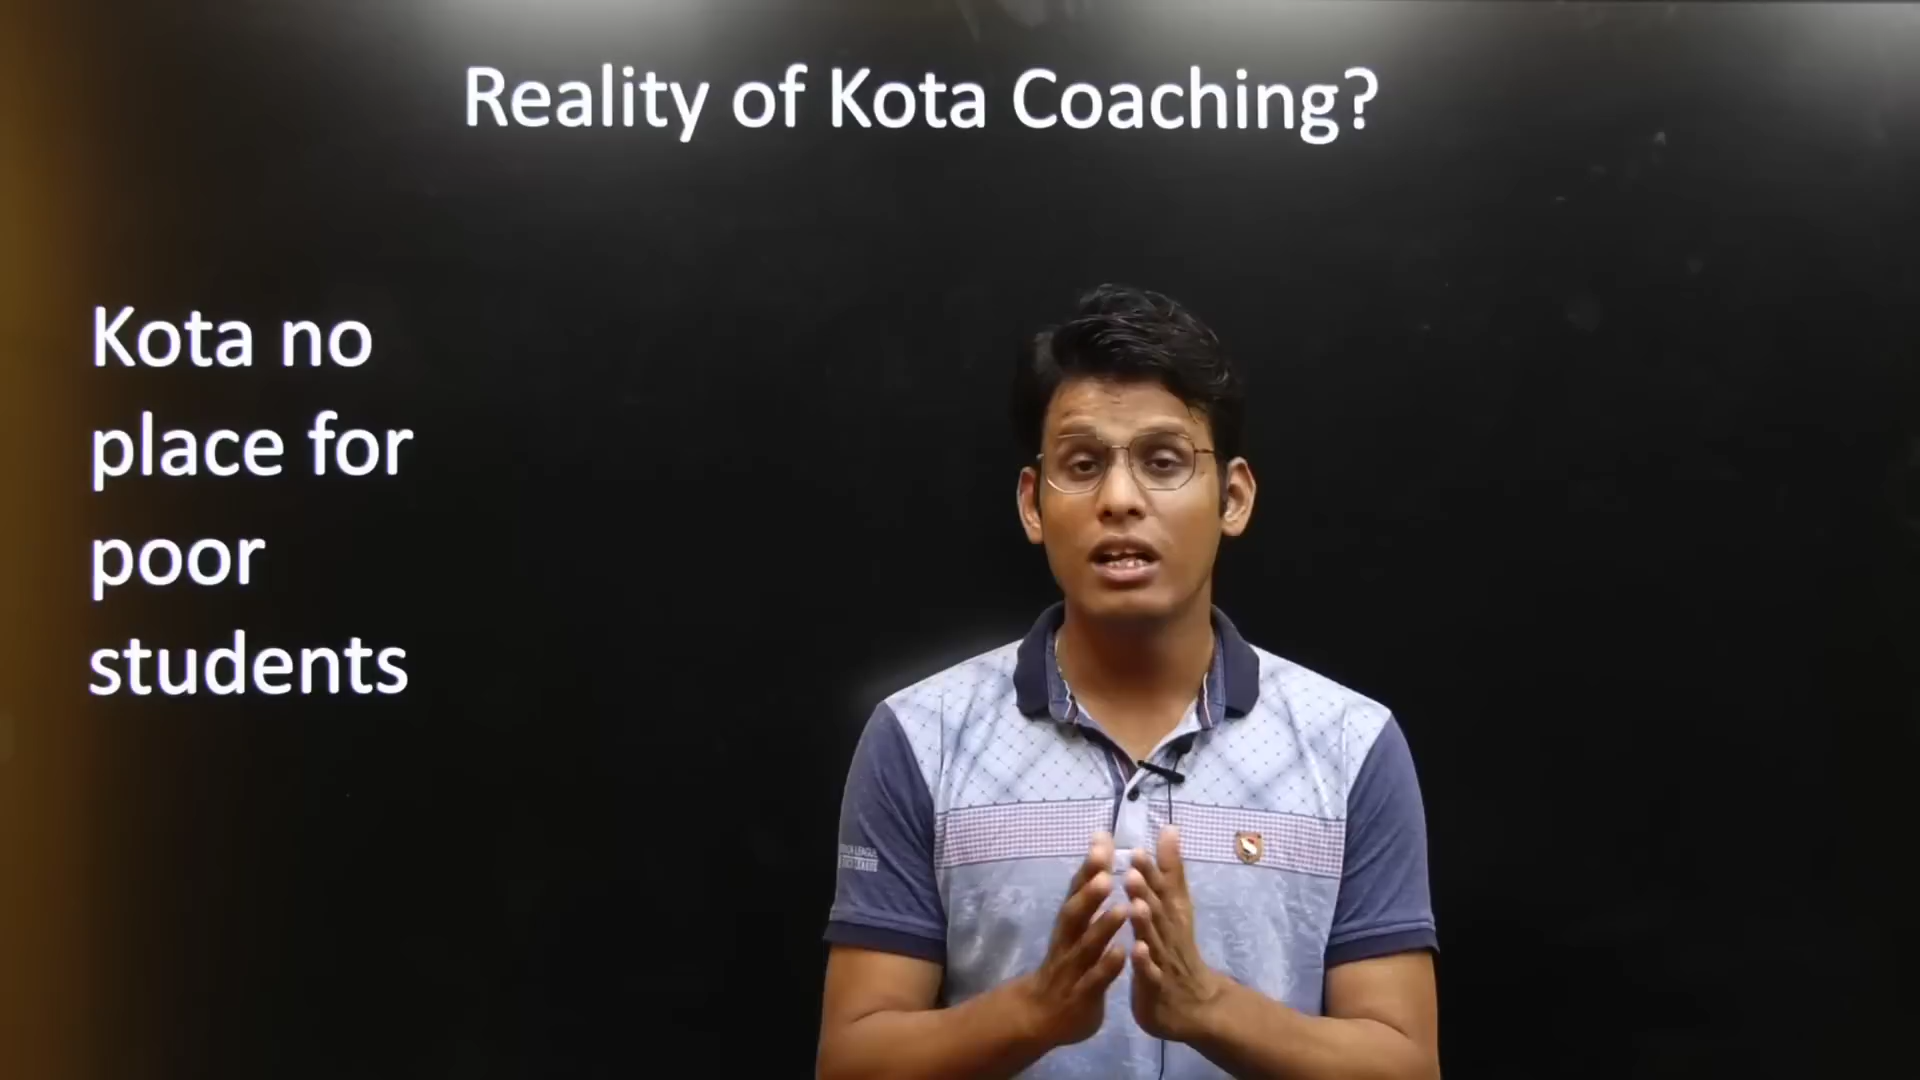 Reality of Kota Coaching?
Kota no
place for
poor
students